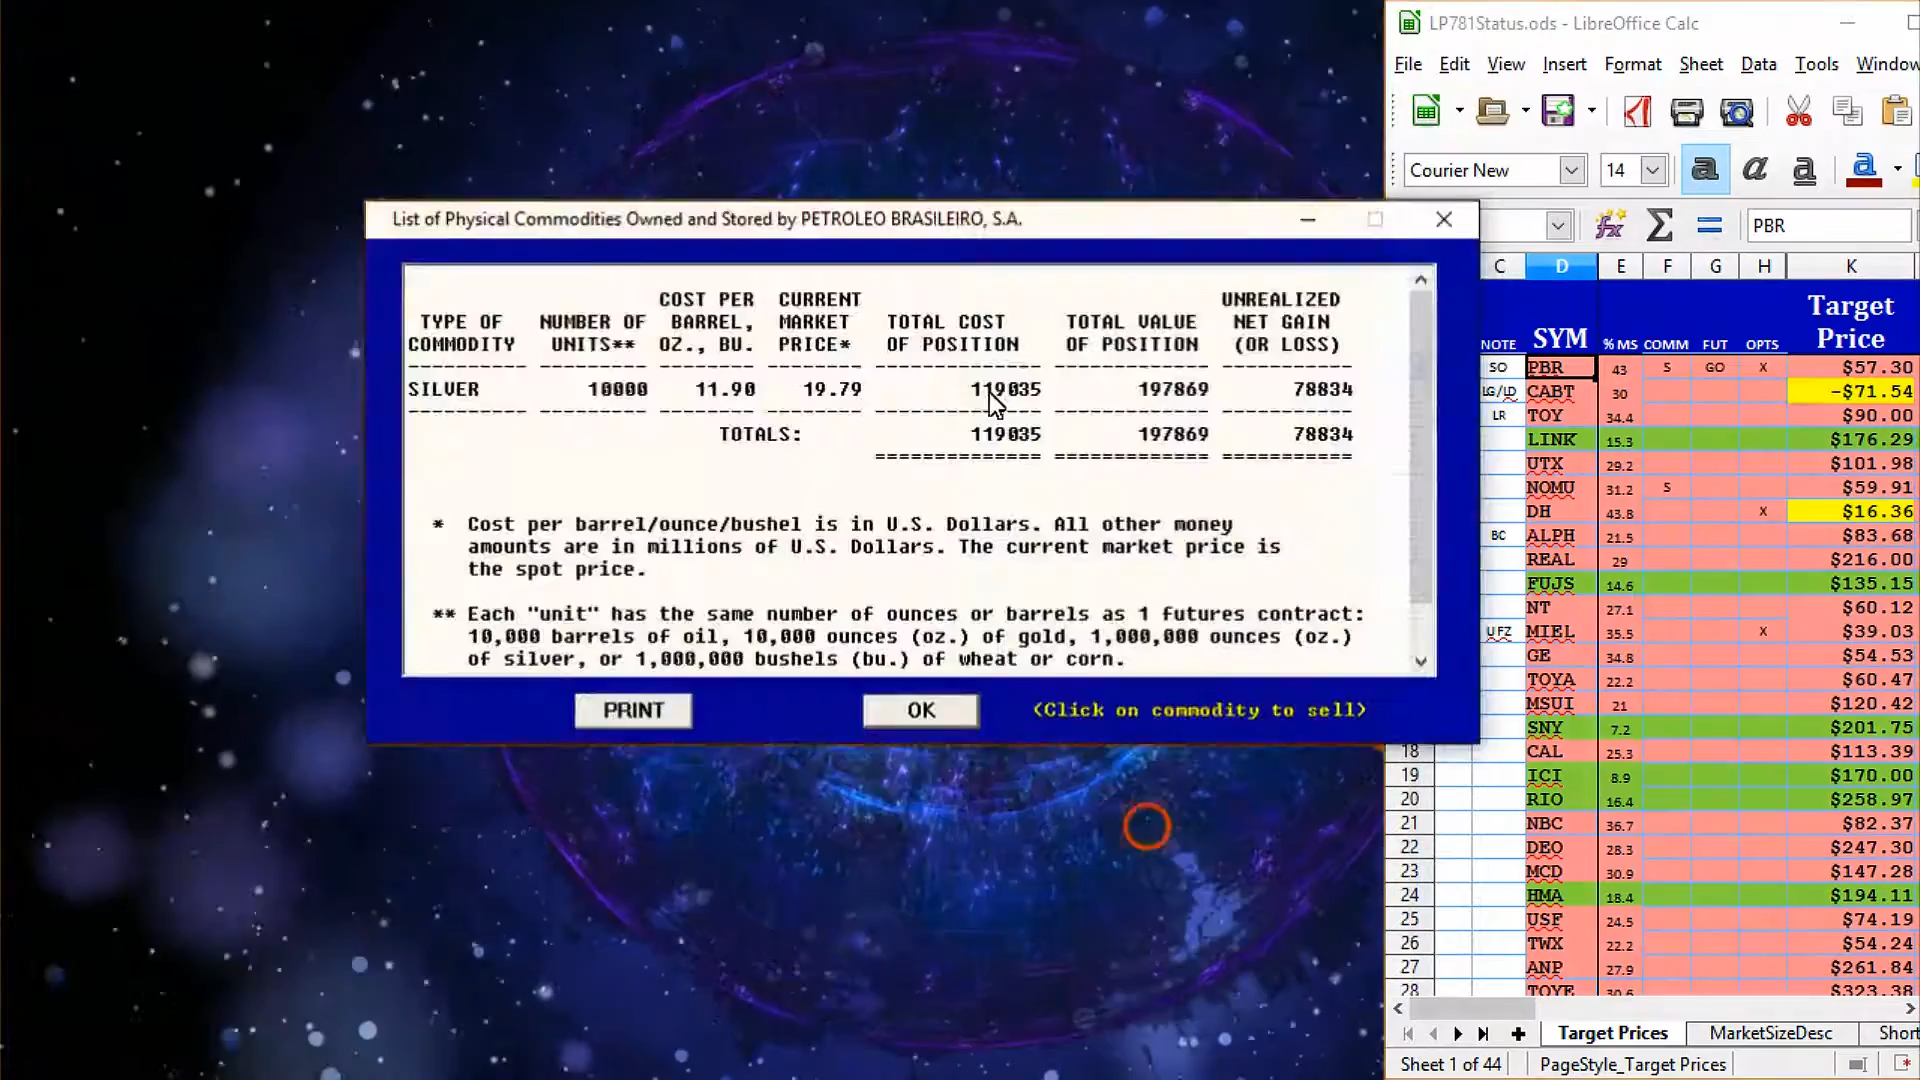 LP781Status.ods - LibreOffice Calc
File Edit View Insert Format Sheet Data Tools Window
Courier New 14
PBR
List of Physical Commodities Owned and Stored by PETROLEO BRASILEIRO, S.A.
COST PER CURRENT UNREALIZED
TYPE OF NUMBER OF BARREL, MARKET TOTAL COST TOTAL VALUE NET GAIN
COMMODITY UNITS** OZ., BU. PRICE* OF POSITION OF POSITION (OR LOSS)
SILVER 10000 11.90 19.79 119035 197869 78834
TOTALS: 119035 197869 78834
* Cost per barrel/ounce/bushel is in U.S. Dollars. All other money
amounts are in millions of U.S. Dollars. The current market price is
the spot price.
** Each "unit" has the same number of ounces or barrels as 1 futures contract:
10,000 barrels of oil, 10,000 ounces (oz.) of gold, 1,000,000 ounces (oz.)
of silver, or 1,000,000 bushels (bu.) of wheat or corn.
PRINT OK <Click on commodity to sell>
C D E F G H K
NOTE SYM % MS COMM FUT OPTS Target Price
SO PBR 43 S GO X $57.30
LG/LD CABT 30 -$71.54
LR TOY 34.4 $90.00
LINK 15.3 $176.29
UTX 29.2 $101.98
NOMU 31.2 S $59.91
DH 43.8 X $16.36
BC ALPH 21.5 $83.68
REAL 29 $216.00
FUJS 14.6 $135.15
NT 27.1 $60.12
UFZ MIEL 35.5 X $39.03
GE 34.8 $54.53
TOYA 22.2 $60.47
MSUI 21 $120.42
SNY 7.2 $201.75
18 CAL 25.3 $113.39
19 ICI 8.9 $170.00
20 RIO 16.4 $258.97
21 NBC 36.7 $82.37
22 DEO 28.3 $247.30
23 MCD 30.9 $147.28
24 HMA 18.4 $194.11
25 USF 24.5 $74.19
26 TWX 22.2 $54.24
27 ANP 27.9 $261.84
28 TOYE 30.6 $323.38
Target Prices MarketSizeDesc Short
Sheet 1 of 44 PageStyle_Target Prices